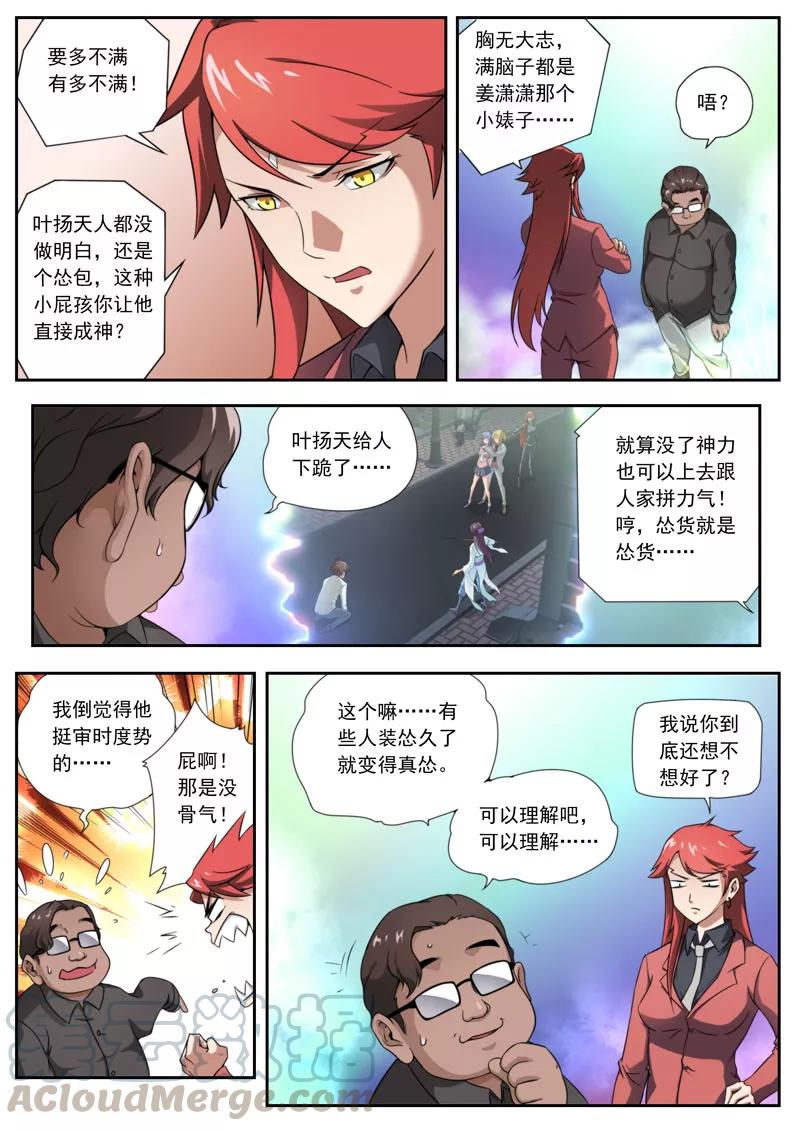 要多不满
有多不满！
叶扬天人都没
做明白，还是
个怂包，这种
小屁孩你让他
直接成神？
胸无大志，
满脑子都是
姜潇潇那个
小婊子……
唔？
叶扬天给人
下跪了……
就算没了神力
也可以上去跟
人家拼力气！
哼，怂货就是
怂货……
我倒觉得他
挺审时度势
的……
屁啊！
那是没
骨气！
这个嘛……有
些人装怂久了
就变得真怂。
可以理解吧，
可以理解……
我说你到
底还想不
想好了？
集云数据
ACloudMerge.com